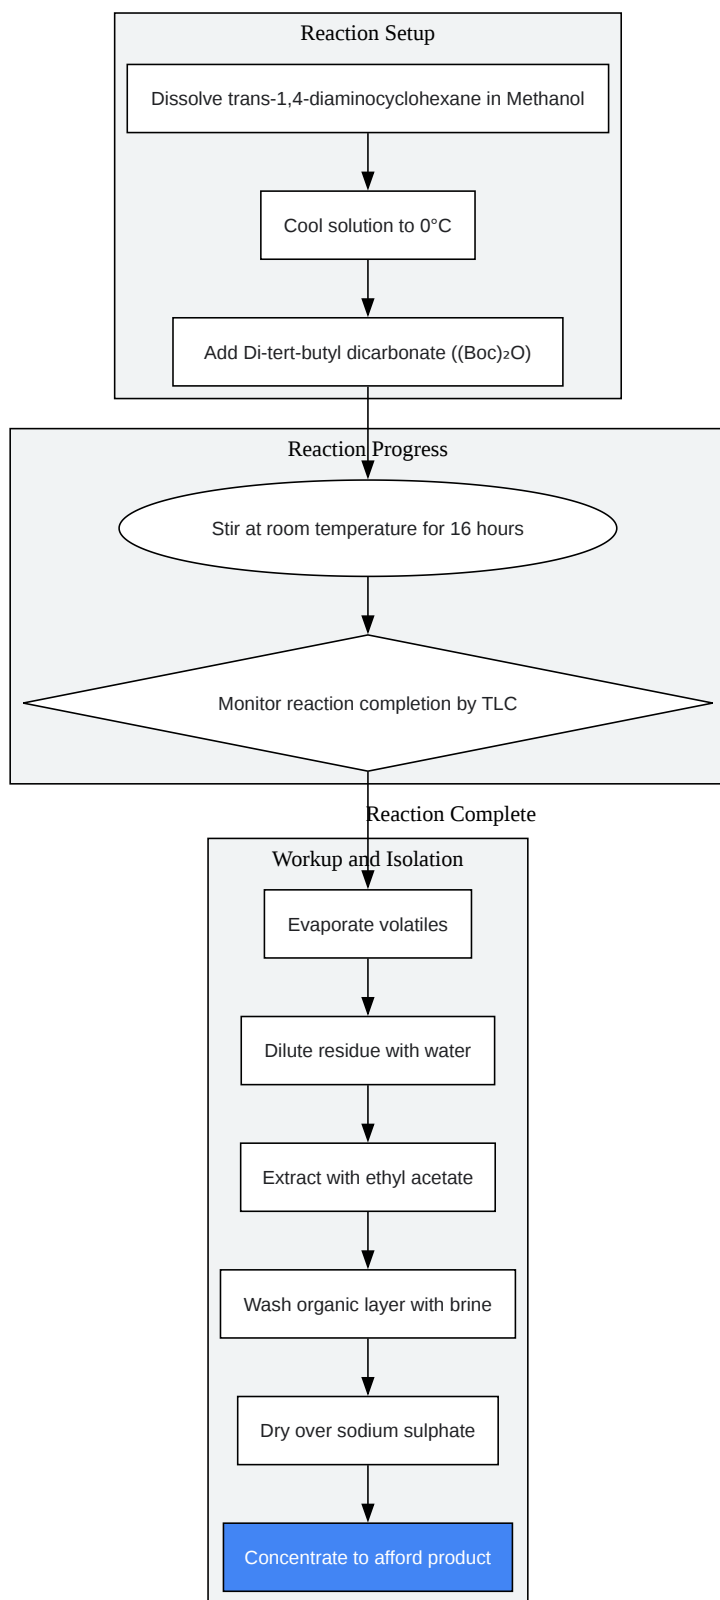 Reaction Setup
Dissolve trans-1,4-diaminocyclohexane in Methanol
Cool solution to 0°C
Add Di-tert-butyl dicarbonate ((Boc)₂O)
Reaction Progress
Stir at room temperature for 16 hours
Monitor reaction completion by TLC
Reaction Complete
Workup and Isolation
Evaporate volatiles
Dilute residue with water
Extract with ethyl acetate
Wash organic layer with brine
Dry over sodium sulphate
Concentrate to afford product